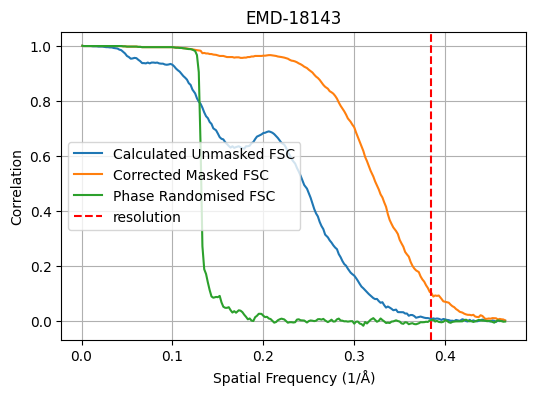 EMD-18143
1.0
0.8
0.6
0.4
0.2
0.0
Correlation
Calculated Unmasked FSC
Corrected Masked FSC
Phase Randomised FSC
resolution
0.0 0.1 0.2 0.3 0.4
Spatial Frequency (1/Å)